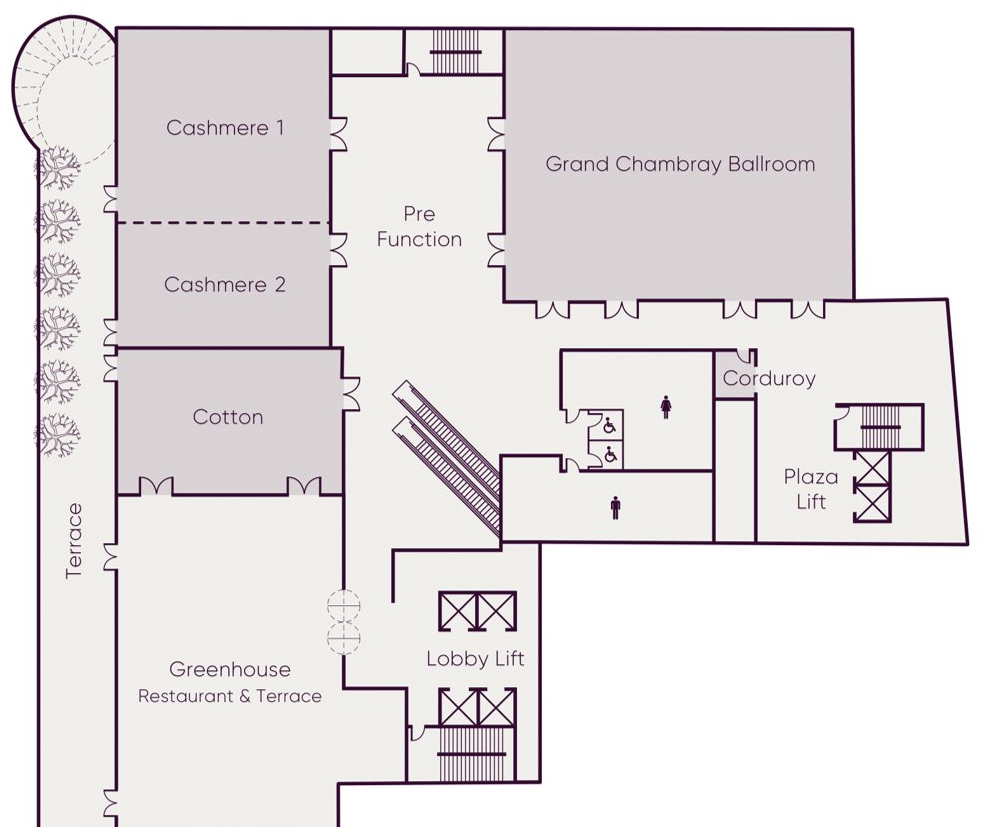 Cashmere 1
Grand Chambray Ballroom
Pre
Function
Cashmere 2
Corduroy
Cotton
Plaza
Lift
Terrace
Lobby Lift
Greenhouse
Restaurant & Terrace